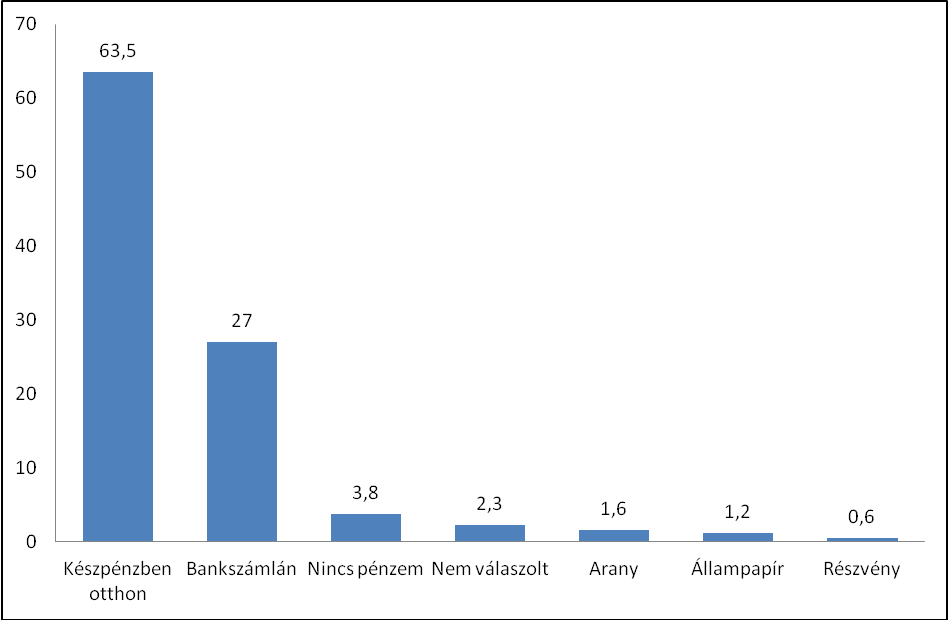 70
60
50
40
30
20
10
0
63,5
27
3,8
2,3
1,6
1,2
0,6
Készpénzben
otthon
Bankszámlán
Nincs pénzem
Nem válaszolt
Arany
Állampapír
Részvény